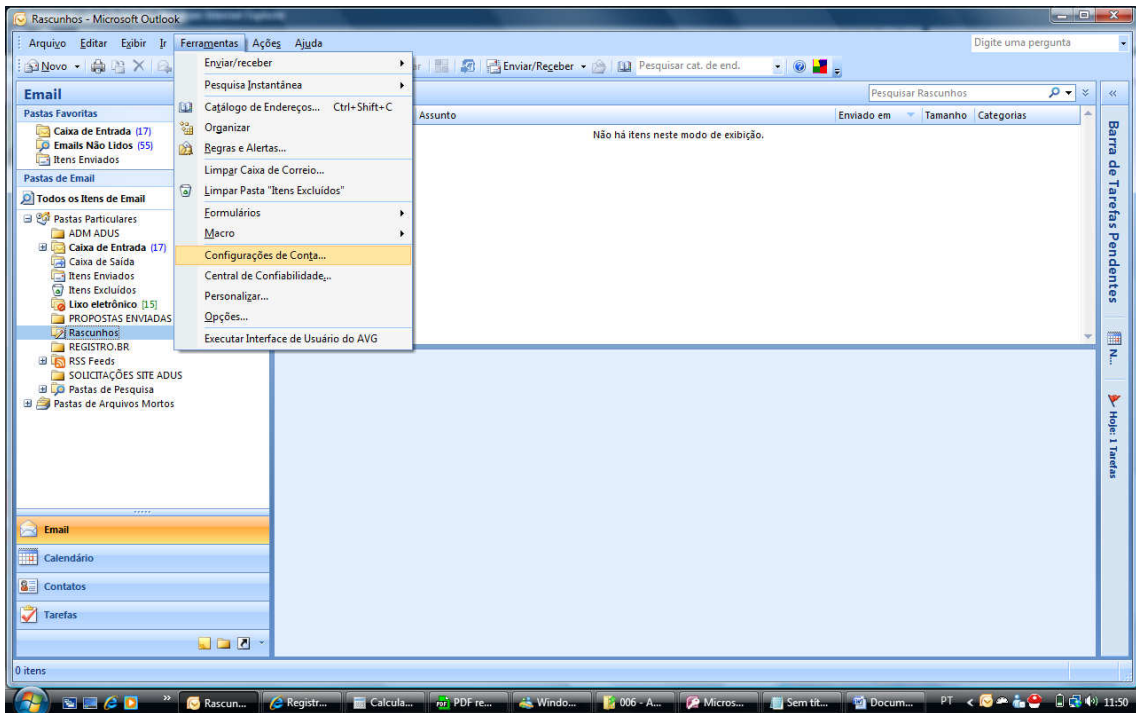 Rascunhos - Microsoft Outlook
Arquivo Editar Exibir Ir Ferramentas Ações Ajuda
Digite uma pergunta
Novo
Enviar/Receber
Pesquisar cat. de end.
Enviar/receber
Pesquisa Instantânea
Catálogo de Endereços... Ctrl+Shift+C
Organizar
Regras e Alertas...
Limpar Caixa de Correio...
Limpar Pasta "Itens Excluídos"
Formulários
Macro
Configurações de Conta...
Central de Confiabilidade...
Personalizar...
Opções...
Executar Interface de Usuário do AVG
Email
Pastas Favoritas
Caixa de Entrada (17)
Emails Não Lidos (55)
Itens Enviados
Pastas de Email
Todos os Itens de Email
Pastas Particulares
ADM ADUS
Caixa de Entrada (17)
Caixa de Saída
Itens Enviados
Itens Excluídos
Lixo eletrônico [15]
PROPOSTAS ENVIADAS
Rascunhos
REGISTRO.BR
RSS Feeds
SOLICITAÇÕES SITE ADUS
Pastas de Pesquisa
Pastas de Arquivos Mortos
Email
Calendário
Contatos
Tarefas
Pesquisar Rascunhos
Assunto Enviado em Tamanho Categorias
Não há itens neste modo de exibição.
Barra de Tarefas Pendentes
N...
Hoje: 1 Tarefas
0 itens
Rascun... Registr... Calcula... PDF re... Windo... 006 - A... Micros... Sem tít... Docum... PT 11:50